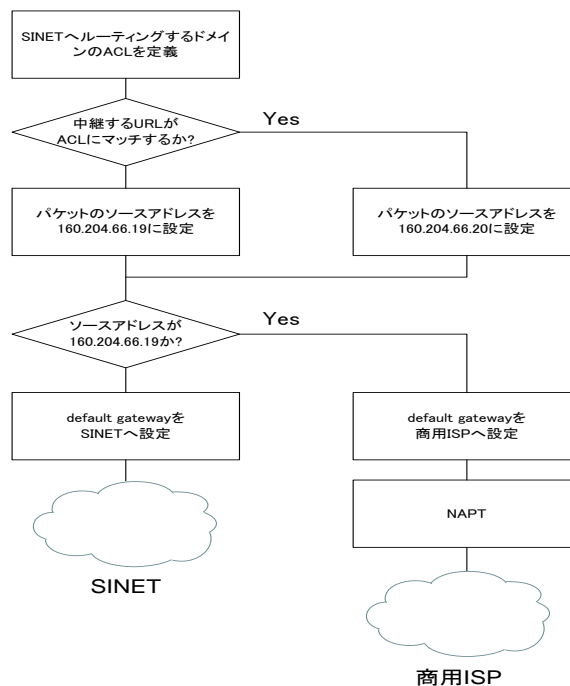 SINETへルーティングするドメイ
ンのACLを定義
中継するURLが
ACLにマッチするか?
Yes
パケットのソースアドレスを
160.204.66.19に設定
パケットのソースアドレスを
160.204.66.20に設定
ソースアドレスが
160.204.66.19か?
Yes
default gatewayを
SINETへ設定
default gatewayを
商用ISPへ設定
NAPT
SINET
商用ISP